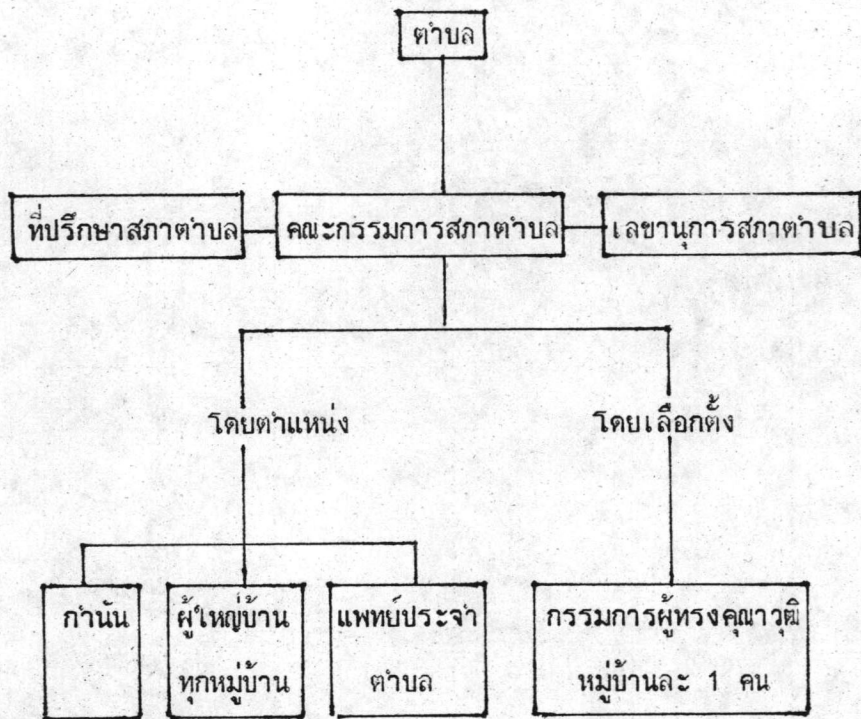 ตำบล
ที่ปรึกษาสภาตำบล
คณะกรรมการสภาตำบล
เลขานุการสภาตำบล
โดยตำแหน่ง
โดยเลือกตั้ง
กำนัน
ผู้ใหญ่บ้าน
ทุกหมู่บ้าน
แพทย์ประจำ
ตำบล
กรรมการผู้ทรงคุณาวุฒิ
หมู่บ้านละ 1 คน